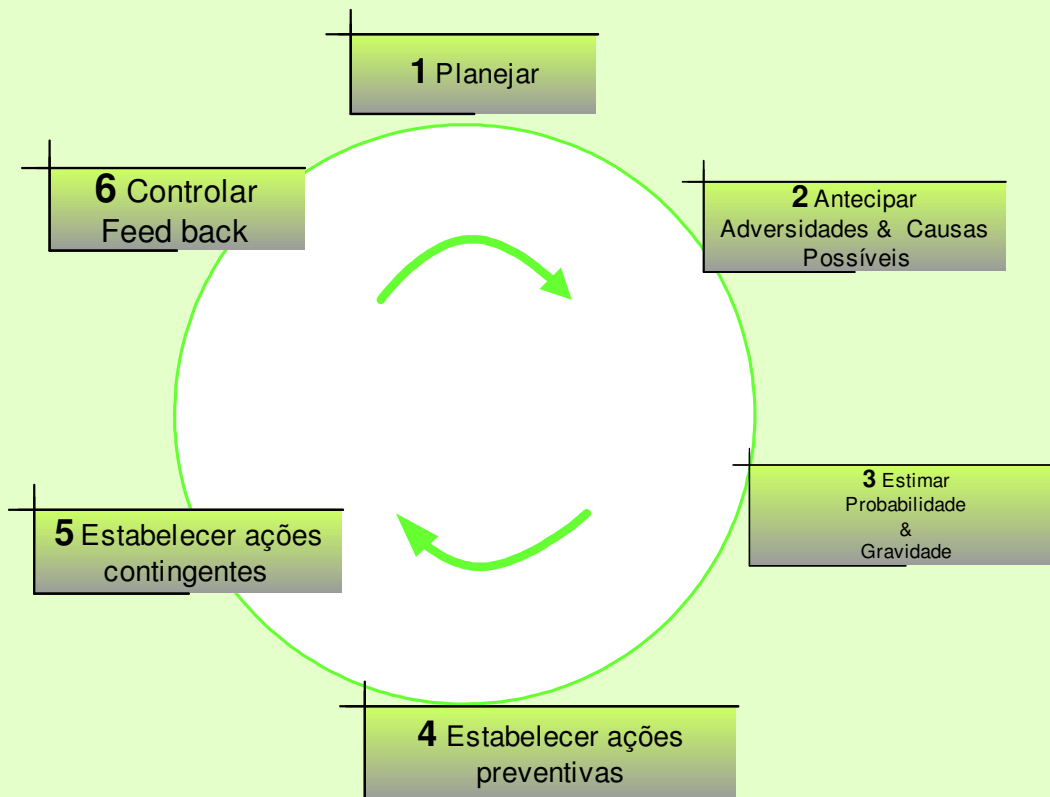 1 Planejar
2 Antecipar
Adversidades & Causas
Possíveis
3 Estimar
Probabilidade
&
Gravidade
4 Estabelecer ações
preventivas
5 Estabelecer ações
contingentes
6 Controlar
Feed back